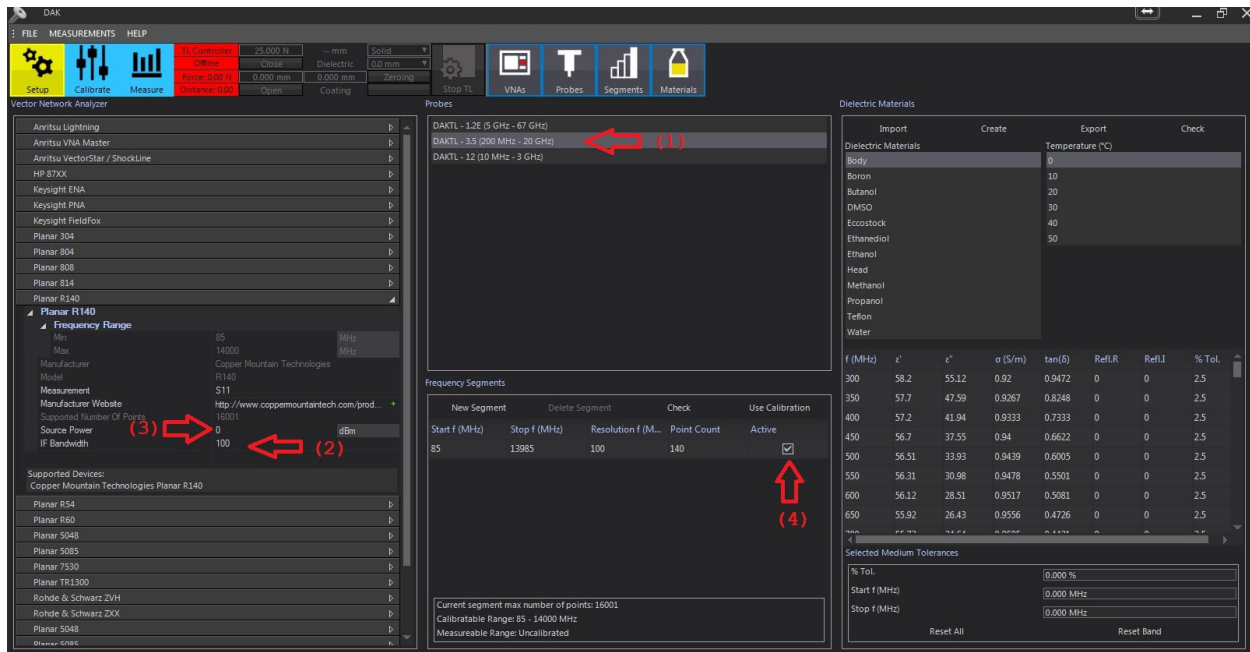 DAK
FILE MEASUREMENTS HELP
Setup Calibrate Measure
TL Controller 25.000 N -- mm Solid
Offline Close Dielectric 0.0 mm
Force: 0.00 N 0.000 mm 0.000 mm Zeroing
Distance: 0.00 Open Coating
Stop TL VNAs Probes Segments Materials
Vector Network Analyzer
Anritsu Lightning
Anritsu VNA Master
Anritsu VectorStar / ShockLine
HP 87XX
Keysight ENA
Keysight PNA
Keysight FieldFox
Planar 304
Planar 804
Planar 808
Planar 814
Planar R140
Planar R140
Frequency Range
Min 85 MHz
Max 14000 MHz
Manufacturer Copper Mountain Technologies
Model R140
Measurement S11
Manufacturer Website http://www.coppermountaintech.com/prod... +
Supported Number Of Points 16001
Source Power (3) 0 dBm
IF Bandwidth 100 (2)
Supported Devices:
Copper Mountain Technologies Planar R140
Planar R54
Planar R60
Planar 5048
Planar 5085
Planar 7530
Planar TR1300
Rohde & Schwarz ZVH
Rohde & Schwarz ZXX
Planar 5048
Planar 5085
Probes
DAKTL - 1.2E (5 GHz - 67 GHz)
DAKTL - 3.5 (200 MHz - 20 GHz) (1)
DAKTL - 12 (10 MHz - 3 GHz)
Frequency Segments
New Segment Delete Segment Check Use Calibration
Start f (MHz) Stop f (MHz) Resolution f (M... Point Count Active
85 13985 100 140
(4)
Current segment max number of points: 16001
Calibratable Range: 85 - 14000 MHz
Measureable Range: Uncalibrated
Dielectric Materials
Import Create Export Check
Dielectric Materials Temperature (°C)
Body 0
Boron 10
Butanol 20
DMSO 30
Eccostock 40
Ethanediol 50
Ethanol
Head
Methanol
Propanol
Teflon
Water
f (MHz) ε' ε" σ (S/m) tan(δ) Refl.R Refl.I % Tol.
300 58.2 55.12 0.92 0.9472 0 0 2.5
350 57.7 47.59 0.9267 0.8248 0 0 2.5
400 57.2 41.94 0.9333 0.7333 0 0 2.5
450 56.7 37.55 0.94 0.6622 0 0 2.5
500 56.51 33.93 0.9439 0.6005 0 0 2.5
550 56.31 30.98 0.9478 0.5501 0 0 2.5
600 56.12 28.51 0.9517 0.5081 0 0 2.5
650 55.92 26.43 0.9556 0.4726 0 0 2.5
Selected Medium Tolerances
% Tol. 0.000 %
Start f (MHz) 0.000 MHz
Stop f (MHz) 0.000 MHz
Reset All Reset Band